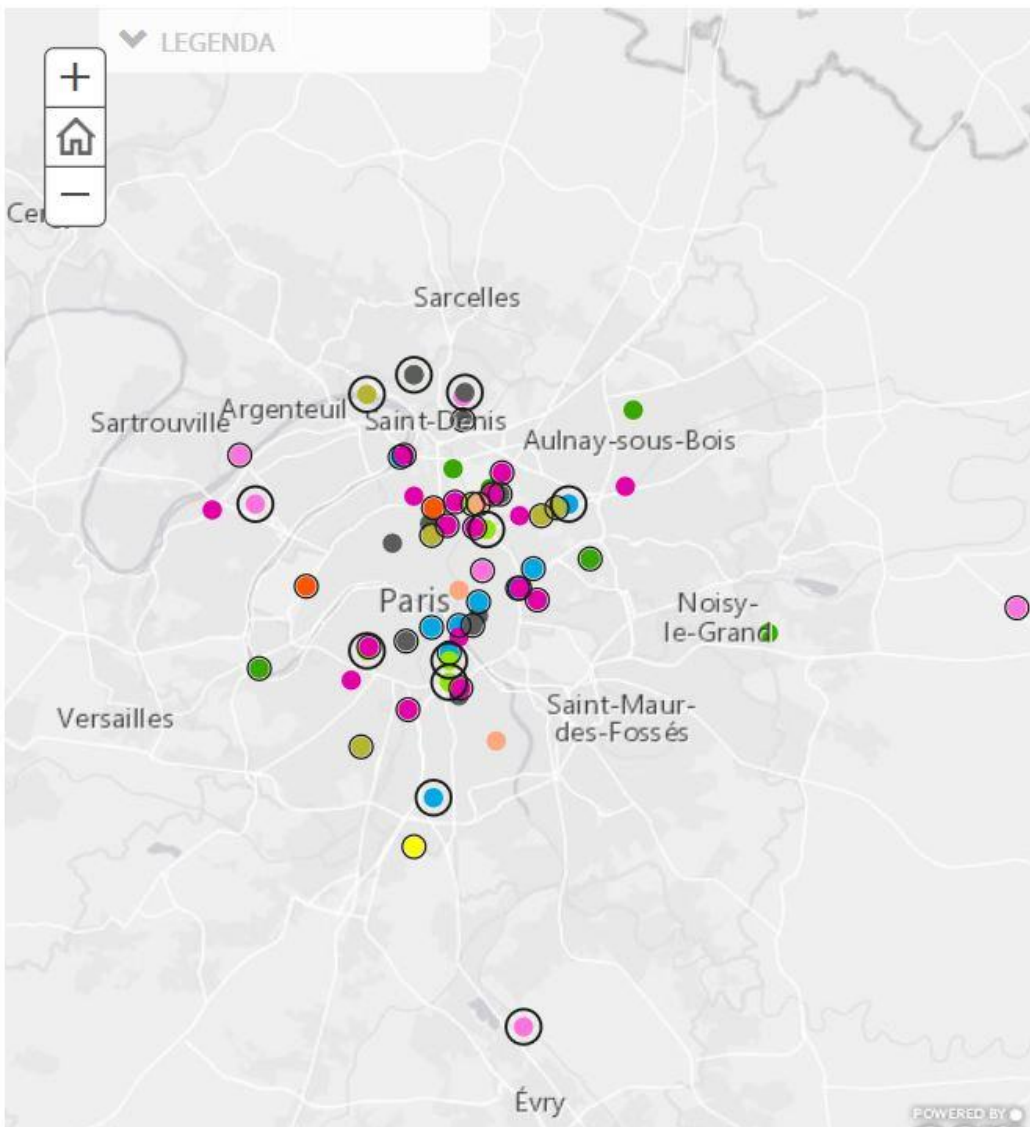 LEGENDA
Sarcelles
Argenteuil
Sartrouville
Saint-Denis
Aulnay-sous-Bois
Paris
Noisy-
le-Grand
Versailles
Saint-Maur-
des-Fossés
Évry
POWERED BY